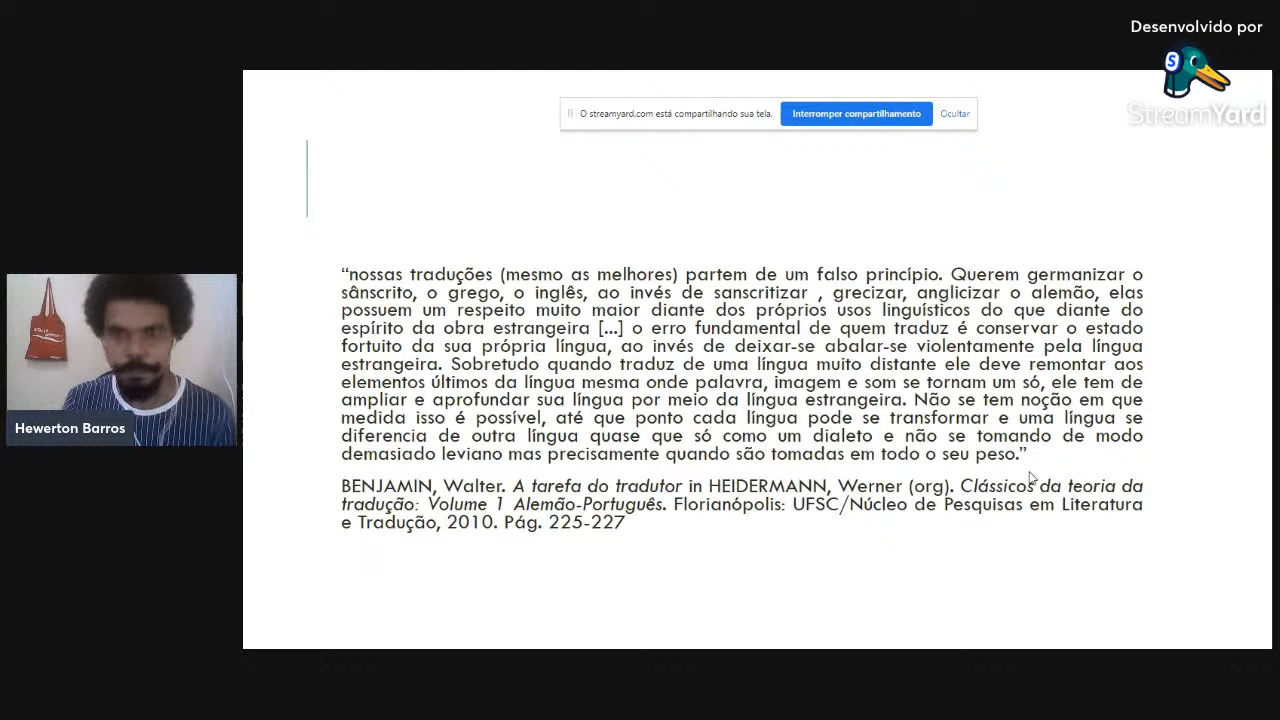 Desenvolvido por
StreamYard
O streamyard.com está compartilhando sua tela.
Interromper compartilhamento
Ocultar
“nossas traduções (mesmo as melhores) partem de um falso princípio. Querem germanizar o
sânscrito, o grego, o inglês, ao invés de sanscritizar , grecizar, anglicizar o alemão, elas
possuem um respeito muito maior diante dos próprios usos linguísticos do que diante do
espírito da obra estrangeira [...] o erro fundamental de quem traduz é conservar o estado
fortuito da sua própria língua, ao invés de deixar-se abalar-se violentamente pela língua
estrangeira. Sobretudo quando traduz de uma língua muito distante ele deve remontar aos
elementos últimos da língua mesma onde palavra, imagem e som se tornam um só, ele tem de
ampliar e aprofundar sua língua por meio da língua estrangeira. Não se tem noção em que
medida isso é possível, até que ponto cada língua pode se transformar e uma língua se
diferencia de outra língua quase que só como um dialeto e não se tomando de modo
demasiado leviano mas precisamente quando são tomadas em todo o seu peso.”
BENJAMIN, Walter. A tarefa do tradutor in HEIDERMANN, Werner (org). Clássicos da teoria da
tradução: Volume 1 Alemão-Português. Florianópolis: UFSC/Núcleo de Pesquisas em Literatura
e Tradução, 2010. Pág. 225-227
Hewerton Barros